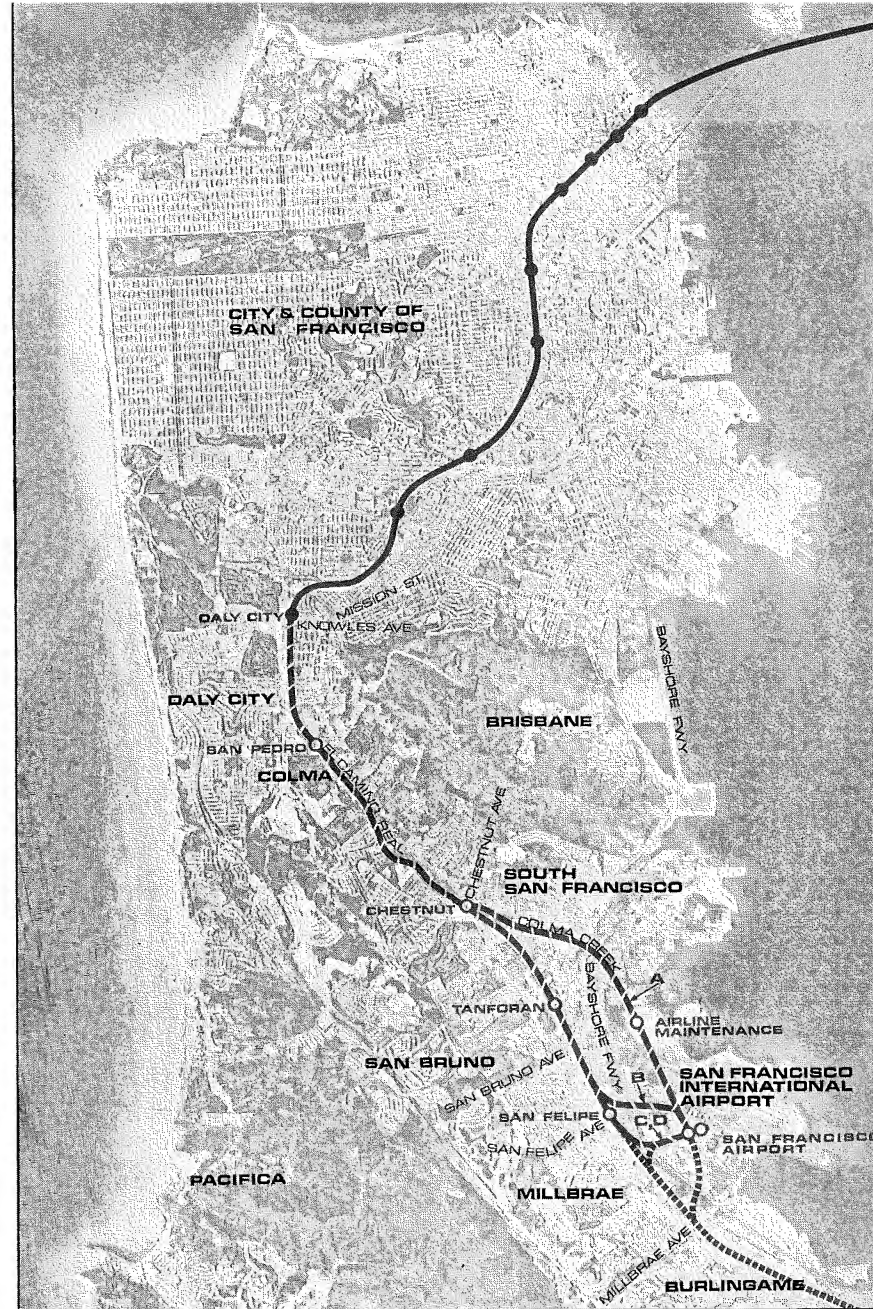 CITY & COUNTY OF
SAN FRANCISCO
MISSION ST.
DALY CITY
KNOWLES AVE
BAYSHORE FWY
DALY CITY
BRISBANE
SAN PEDRO
EL CAMINO REAL
COLMA
CHESTNUT AVE
SOUTH
SAN FRANCISCO
CHESTNUT
COLMA CREEK
BAYSHORE FWY
A
TANFORAN
AIRLINE
MAINTENANCE
SAN BRUNO
SAN BRUNO AVE
B
SAN FRANCISCO
INTERNATIONAL
AIRPORT
SAN FELIPE
C,D
SAN FELIPE AVE
SAN FRANCISCO
AIRPORT
PACIFICA
MILLBRAE
MILLBRAE AVE
BURLINGAME